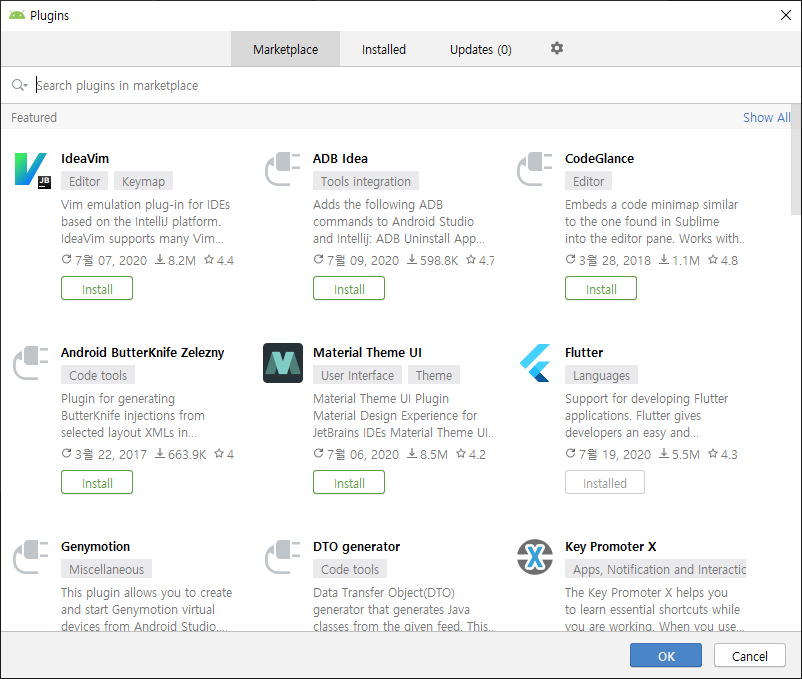 Plugins
Marketplace Installed Updates (0)
Search plugins in marketplace
Featured Show All
IdeaVim
Editor Keymap
Vim emulation plug-in for IDEs
based on the IntelliJ platform.
IdeaVim supports many Vim...
7월 07, 2020 8.2M 4.4
Install
ADB Idea
Tools integration
Adds the following ADB
commands to Android Studio
and Intellij: ADB Uninstall App...
7월 09, 2020 598.8K 4.7
Install
CodeGlance
Editor
Embeds a code minimap similar
to the one found in Sublime
into the editor pane. Works with..
3월 28, 2018 1.1M 4.8
Install
Android ButterKnife Zelezny
Code tools
Plugin for generating
ButterKnife injections from
selected layout XMLs in...
3월 22, 2017 663.9K 4
Install
Material Theme UI
User Interface Theme
Material Theme UI Plugin
Material Design Experience for
JetBrains IDEs Material Theme UI..
7월 06, 2020 8.5M 4.2
Install
Flutter
Languages
Support for developing Flutter
applications. Flutter gives
developers an easy and...
7월 19, 2020 5.5M 4.3
Installed
Genymotion
Miscellaneous
This plugin allows you to create
and start Genymotion virtual
devices from Android Studio....
DTO generator
Code tools
Data Transfer Object(DTO)
generator that generates Java
classes from the given feed. This...
Key Promoter X
Apps, Notification and Interactic
The Key Promoter X helps you
to learn essential shortcuts while
you are working. When you use...
OK Cancel